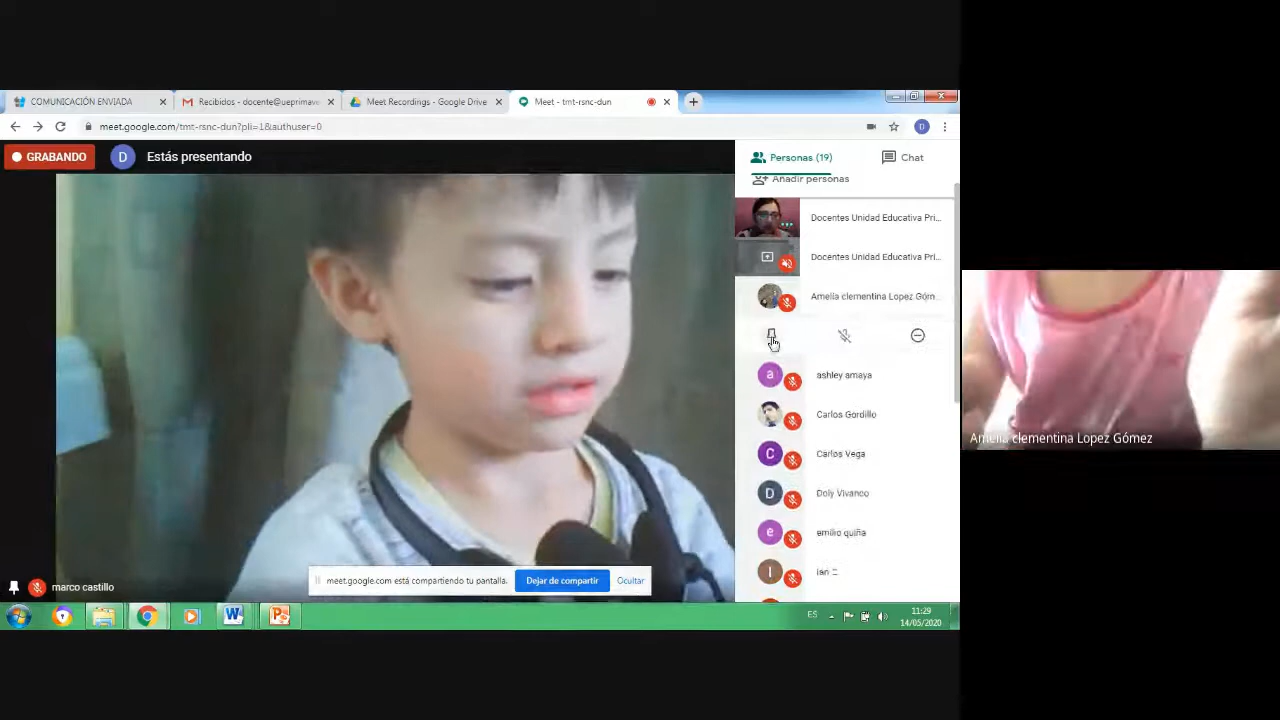 COMUNICACIÓN ENVIADA
Recibidos - docente@ueprimave
Meet Recordings - Google Drive
Meet - tmt-rsnc-dun
meet.google.com/tmt-rsnc-dun?pli=1&authuser=0
D
GRABANDO
D
Estás presentando
Personas (19)
Chat
Añadir personas
Docentes Unidad Educativa Pri...
Docentes Unidad Educativa Pri...
Amelia clementina Lopez Góm...
a ashley amaya
Carlos Gordillo
C Carlos Vega
D Doly Vivanco
e emilio quiña
I ian
marco castillo
meet.google.com está compartiendo tu pantalla.
Dejar de compartir
Ocultar
Amelia clementina Lopez Gómez
ES
11:29
14/05/2020